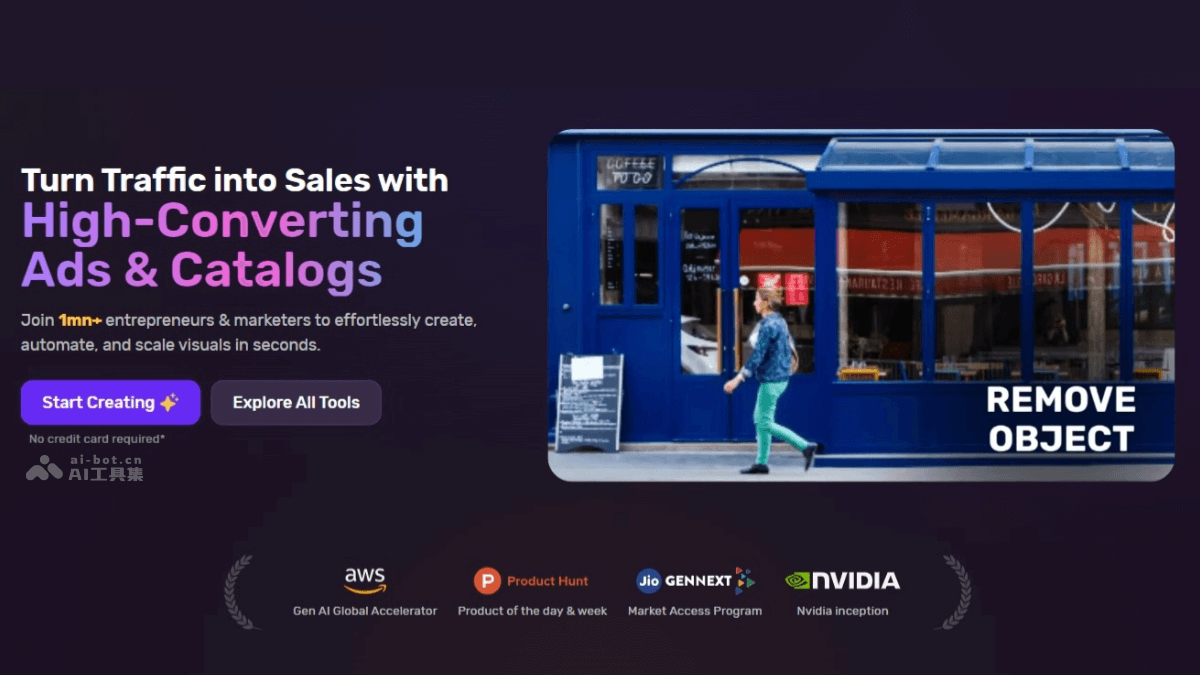 Turn Traffic into Sales with
High-Converting
Ads & Catalogs
Join 1mn+ entrepreneurs & marketers to effortlessly create,
automate, and scale visuals in seconds.
Start Creating
Explore All Tools
No credit card required*
ai-bot.cn
AI工具集
COFFEE
TO GO
REMOVE
OBJECT
aws
Gen AI Global Accelerator
P Product Hunt
Product of the day & week
Jio GENNEXT
Market Access Program
NVIDIA
Nvidia inception